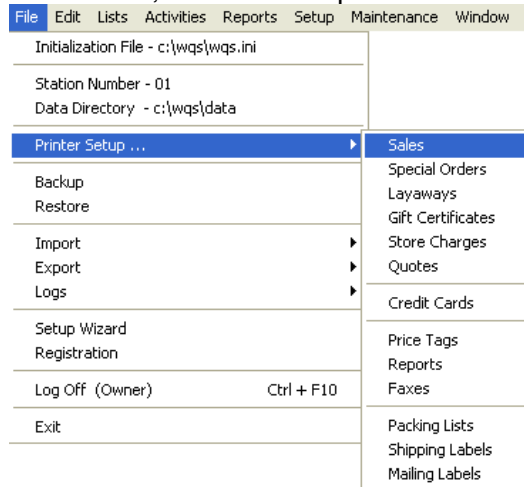 File Edit Lists Activities Reports Setup Maintenance Window
Initialization File - c:\wqs\wqs.ini
Station Number - 01
Data Directory - c:\wqs\data
Printer Setup ...
Backup
Restore
Import
Export
Logs
Setup Wizard
Registration
Log Off (Owner) Ctrl + F10
Exit
Sales
Special Orders
Layaways
Gift Certificates
Store Charges
Quotes
Credit Cards
Price Tags
Reports
Faxes
Packing Lists
Shipping Labels
Mailing Labels